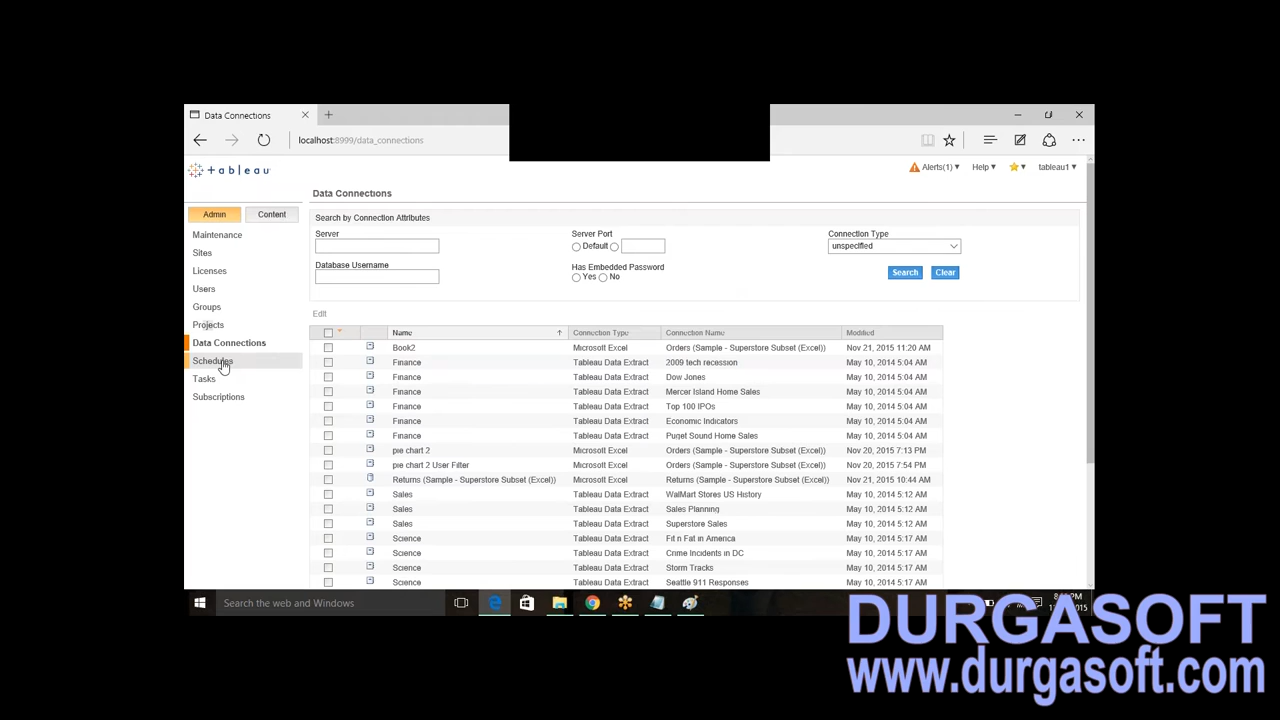 Data Connections
localhost:8999/data_connections
+ableau
Alerts(1)
Help
tableau1
Data Connections
Admin
Content
Search by Connection Attributes
Maintenance
Server
Server Port
Connection Type
Default
unspecified
Sites
Database Username
Has Embedded Password
Licenses
Yes
No
Search
Clear
Users
Groups
Edit
Projects
Name
Connection Type
Connection Name
Modified
Data Connections
Book2 Microsoft Excel Orders (Sample - Superstore Subset (Excel)) Nov 21, 2015 11:20 AM
Schedules
Finance Tableau Data Extract 2009 tech recession May 10, 2014 5:04 AM
Tasks
Finance Tableau Data Extract Dow Jones May 10, 2014 5:04 AM
Subscriptions
Finance Tableau Data Extract Mercer Island Home Sales May 10, 2014 5:04 AM
Finance Tableau Data Extract Top 100 IPOs May 10, 2014 5:04 AM
Finance Tableau Data Extract Economic Indicators May 10, 2014 5:04 AM
Finance Tableau Data Extract Puget Sound Home Sales May 10, 2014 5:04 AM
pie chart 2 Microsoft Excel Orders (Sample - Superstore Subset (Excel)) Nov 20, 2015 7:13 PM
pie chart 2 User Filter Microsoft Excel Orders (Sample - Superstore Subset (Excel)) Nov 20, 2015 7:54 PM
Returns (Sample - Superstore Subset (Excel)) Microsoft Excel Returns (Sample - Superstore Subset (Excel)) Nov 21, 2015 10:44 AM
Sales Tableau Data Extract WalMart Stores US History May 10, 2014 5:12 AM
Sales Tableau Data Extract Sales Planning May 10, 2014 5:12 AM
Sales Tableau Data Extract Superstore Sales May 10, 2014 5:12 AM
Science Tableau Data Extract Fit n Fat in America May 10, 2014 5:17 AM
Science Tableau Data Extract Crime Incidents in DC May 10, 2014 5:17 AM
Science Tableau Data Extract Storm Tracks May 10, 2014 5:17 AM
Science Tableau Data Extract Seattle 911 Responses May 10, 2014 5:17 AM
Search the web and Windows
DURGASOFT
www.durgasoft.com